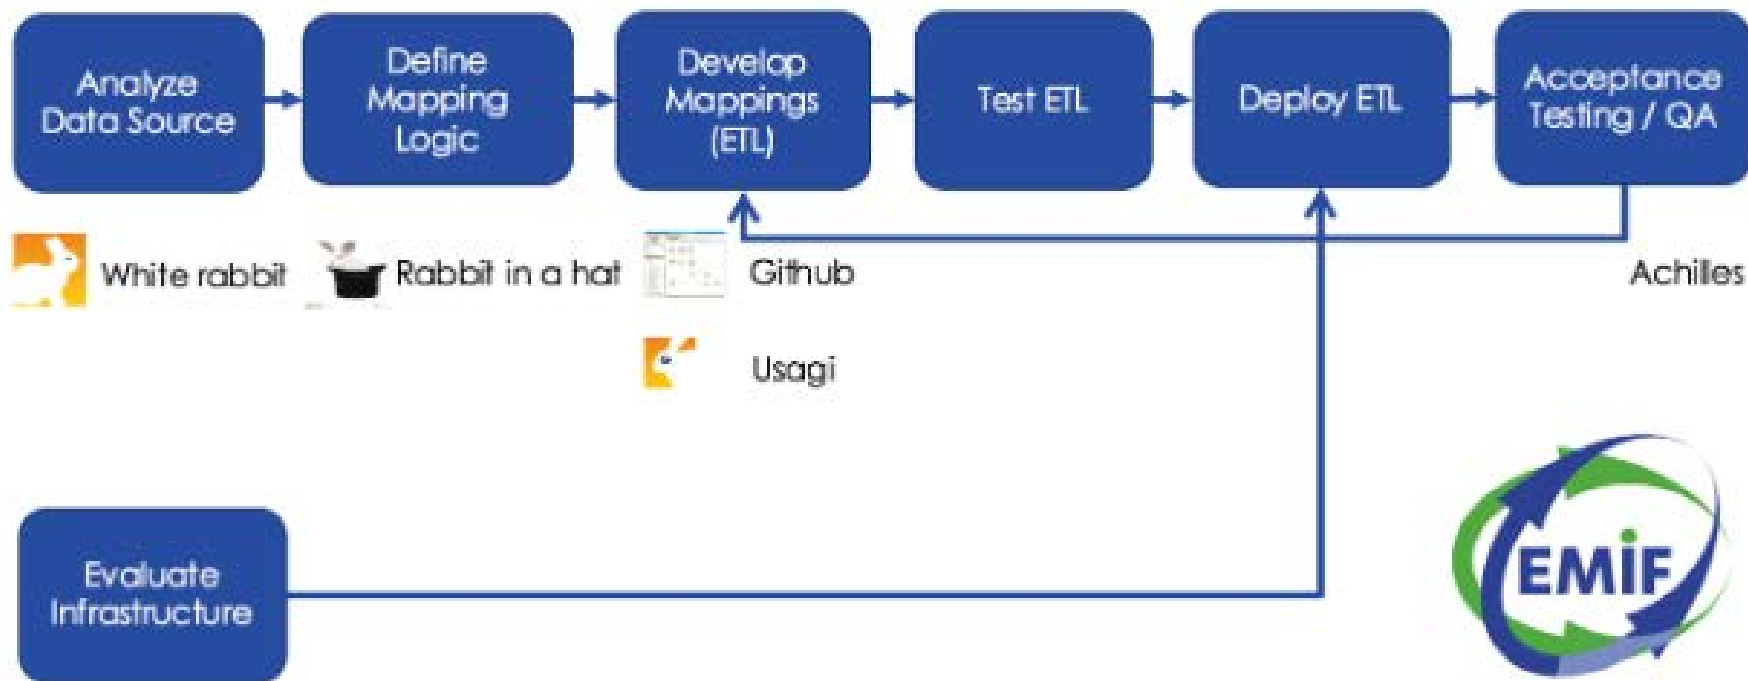 Analyze
Data Source
Define
Mapping
Logic
Develop
Mappings
(ETL)
Test ETL
Deploy ETL
Acceptance
Testing / QA
White rabbit
Rabbit in a hat
Github
Achilles
Usagi
Evaluate
Infrastructure
EMiF